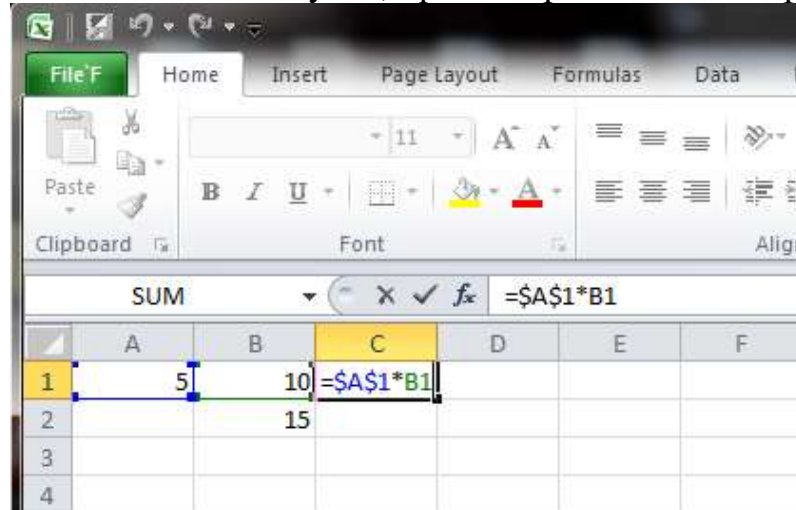 File`F Home Insert Page Layout Formulas Data
11 A A
Paste B I U A
Clipboard Font
SUM fx =$A$1*B1
A B C D E F
1 5 10 =$A$1*B1
2 15
3
4